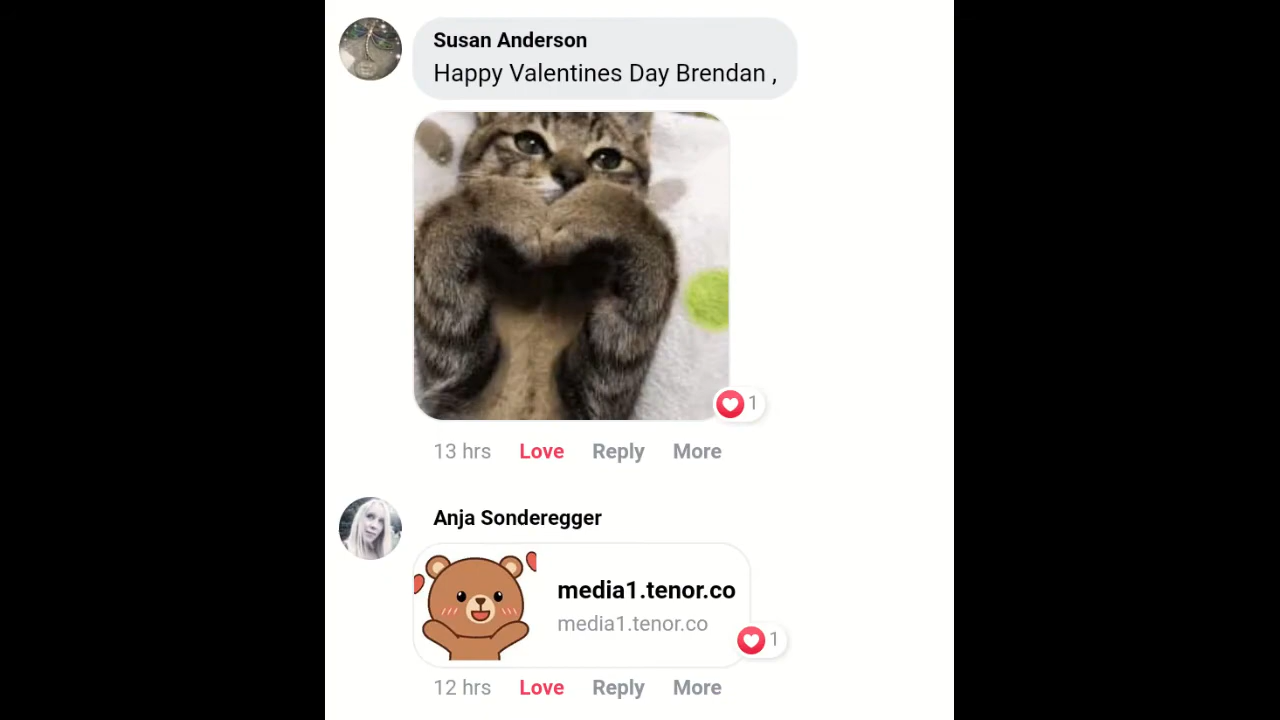 Susan Anderson
Happy Valentines Day Brendan ,
1
13 hrs Love Reply More
Anja Sonderegger
media1.tenor.co
media1.tenor.co
1
12 hrs Love Reply More